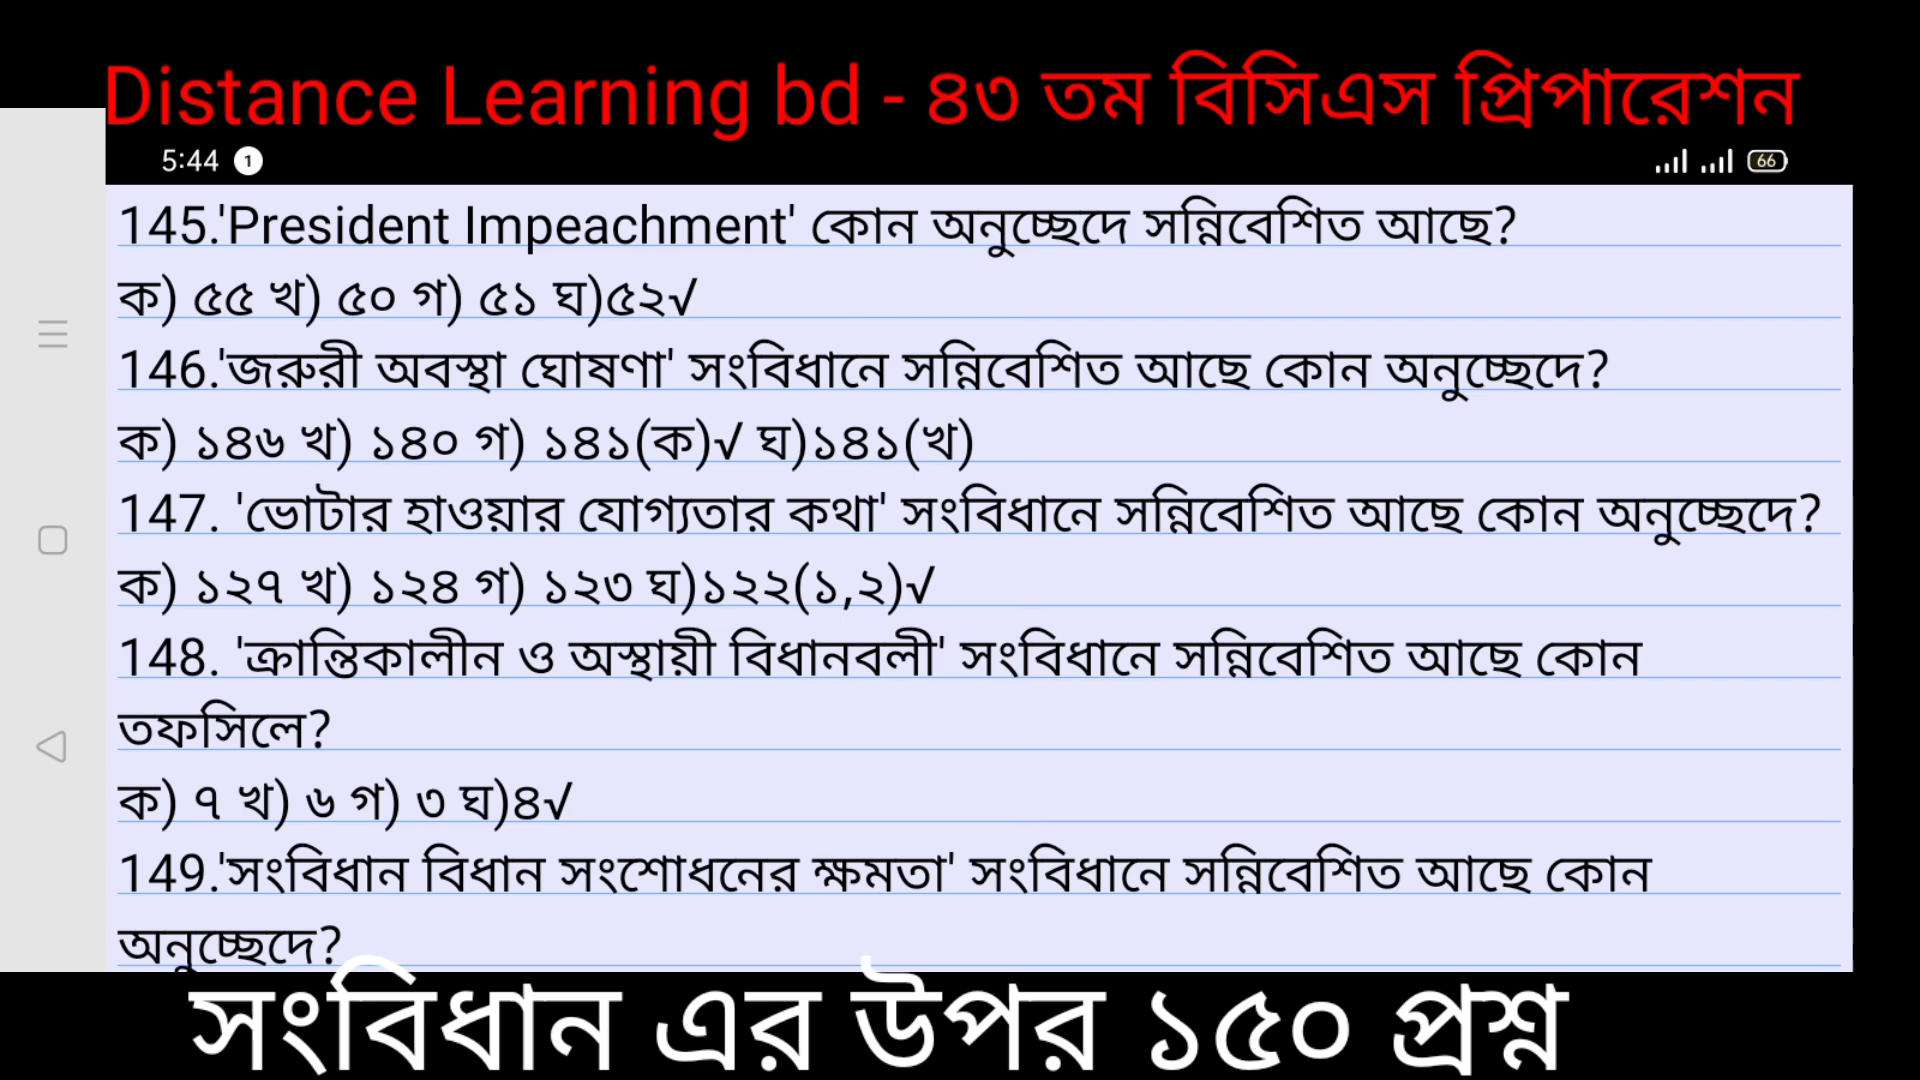 Distance Learning bd - ৪৩ তম বিসিএস প্রিপারেশন
5:44 1 66
145.'President Impeachment' কোন অনুচ্ছেদে সন্নিবেশিত আছে?
ক) ৫৫ খ) ৫০ গ) ৫১ ঘ)৫২√
146.'জরুরী অবস্থা ঘোষণা' সংবিধানে সন্নিবেশিত আছে কোন অনুচ্ছেদে?
ক) ১৪৬ খ) ১৪০ গ) ১৪১(ক)√ ঘ)১৪১(খ)
147. 'ভোটার হাওয়ার যোগ্যতার কথা' সংবিধানে সন্নিবেশিত আছে কোন অনুচ্ছেদে?
ক) ১২৭ খ) ১২৪ গ) ১২৩ ঘ)১২২(১,২)√
148. 'ক্রান্তিকালীন ও অস্থায়ী বিধানবলী' সংবিধানে সন্নিবেশিত আছে কোন
তফসিলে?
ক) ৭ খ) ৬ গ) ৩ ঘ)৪√
149.'সংবিধান বিধান সংশোধনের ক্ষমতা' সংবিধানে সন্নিবেশিত আছে কোন
অনুচ্ছেদে?
সংবিধান এর উপর ১৫০ প্রশ্ন